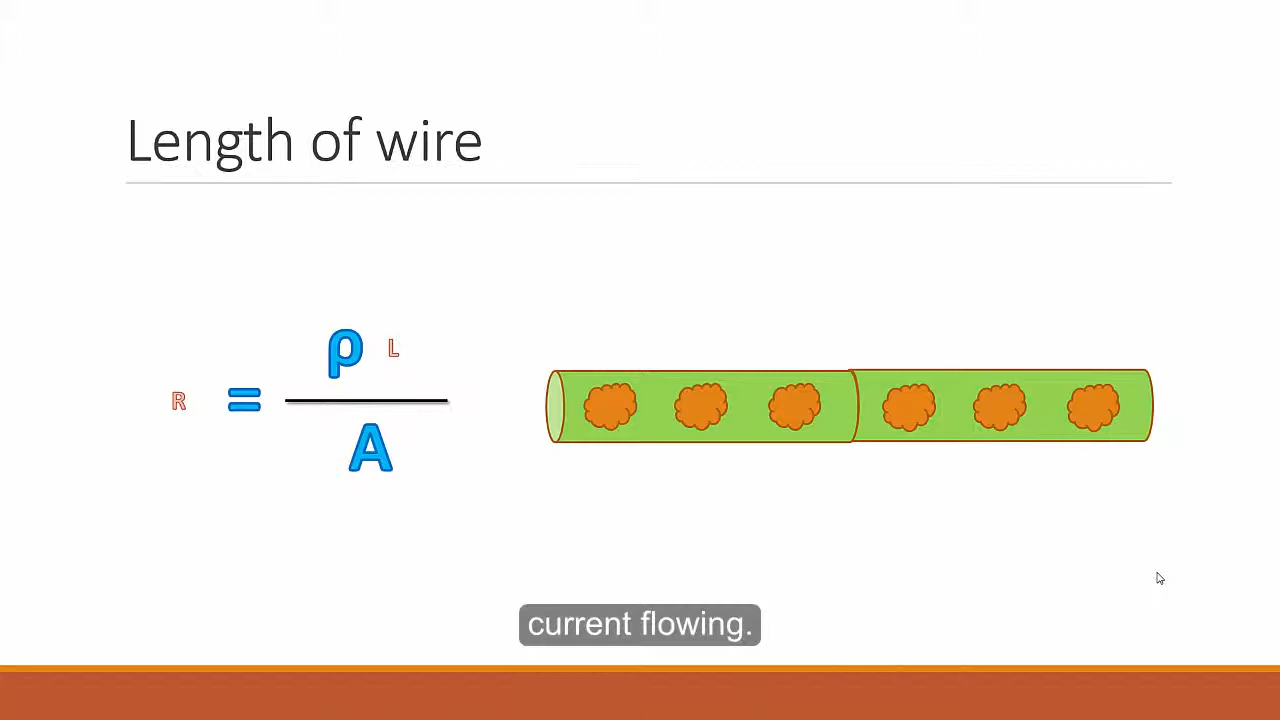 Length of wire
ρ L
R =
A
current flowing.